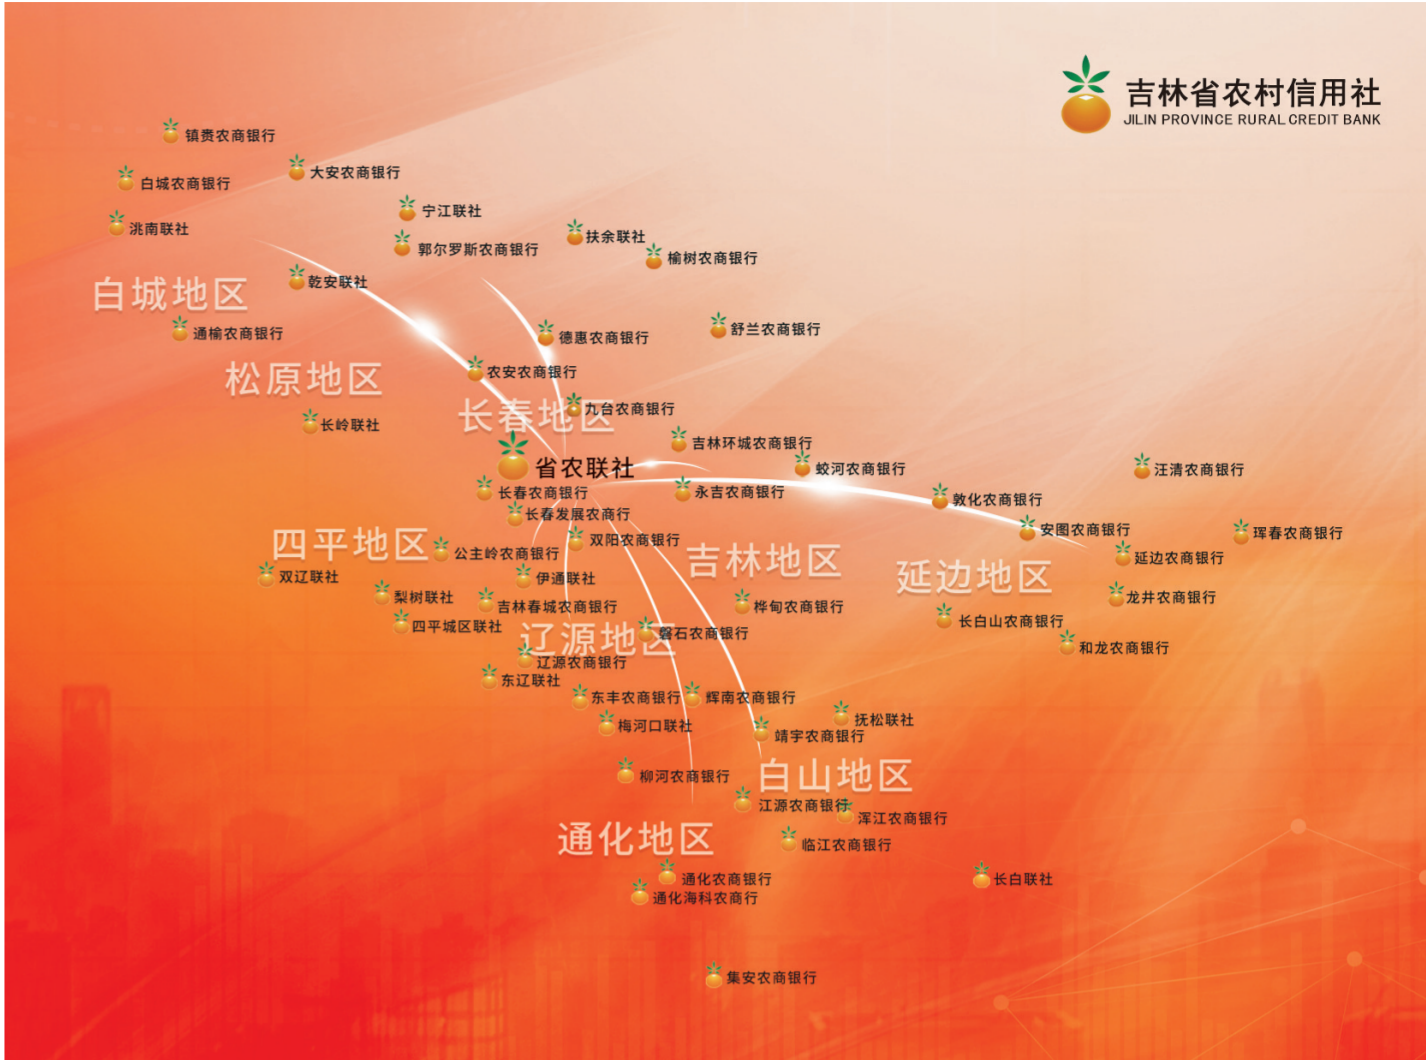 吉林省农村信用社
JILIN PROVINCE RURAL CREDIT BANK
镇赉农商银行
大安农商银行
白城农商银行
宁江联社
洮南联社
扶余联社
郭尔罗斯农商银行
榆树农商银行
乾安联社
白城地区
舒兰农商银行
通榆农商银行
德惠农商银行
农安农商银行
松原地区
九台农商银行
长春地区
长岭联社
吉林环城农商银行
省农联社
蛟河农商银行
汪清农商银行
长春农商银行
永吉农商银行
敦化农商银行
长春发展农商行
安图农商银行
珲春农商银行
双阳农商银行
四平地区
公主岭农商银行
延边农商银行
吉林地区
双辽联社
伊通联社
延边地区
梨树联社
龙井农商银行
吉林春城农商银行
桦甸农商银行
长白山农商银行
四平城区联社
磐石农商银行
辽源地区
和龙农商银行
辽源农商银行
东辽联社
东丰农商银行
辉南农商银行
抚松联社
梅河口联社
靖宇农商银行
柳河农商银行
白山地区
江源农商银行
浑江农商银行
通化地区
临江农商银行
通化农商银行
长白联社
通化海科农商行
集安农商银行